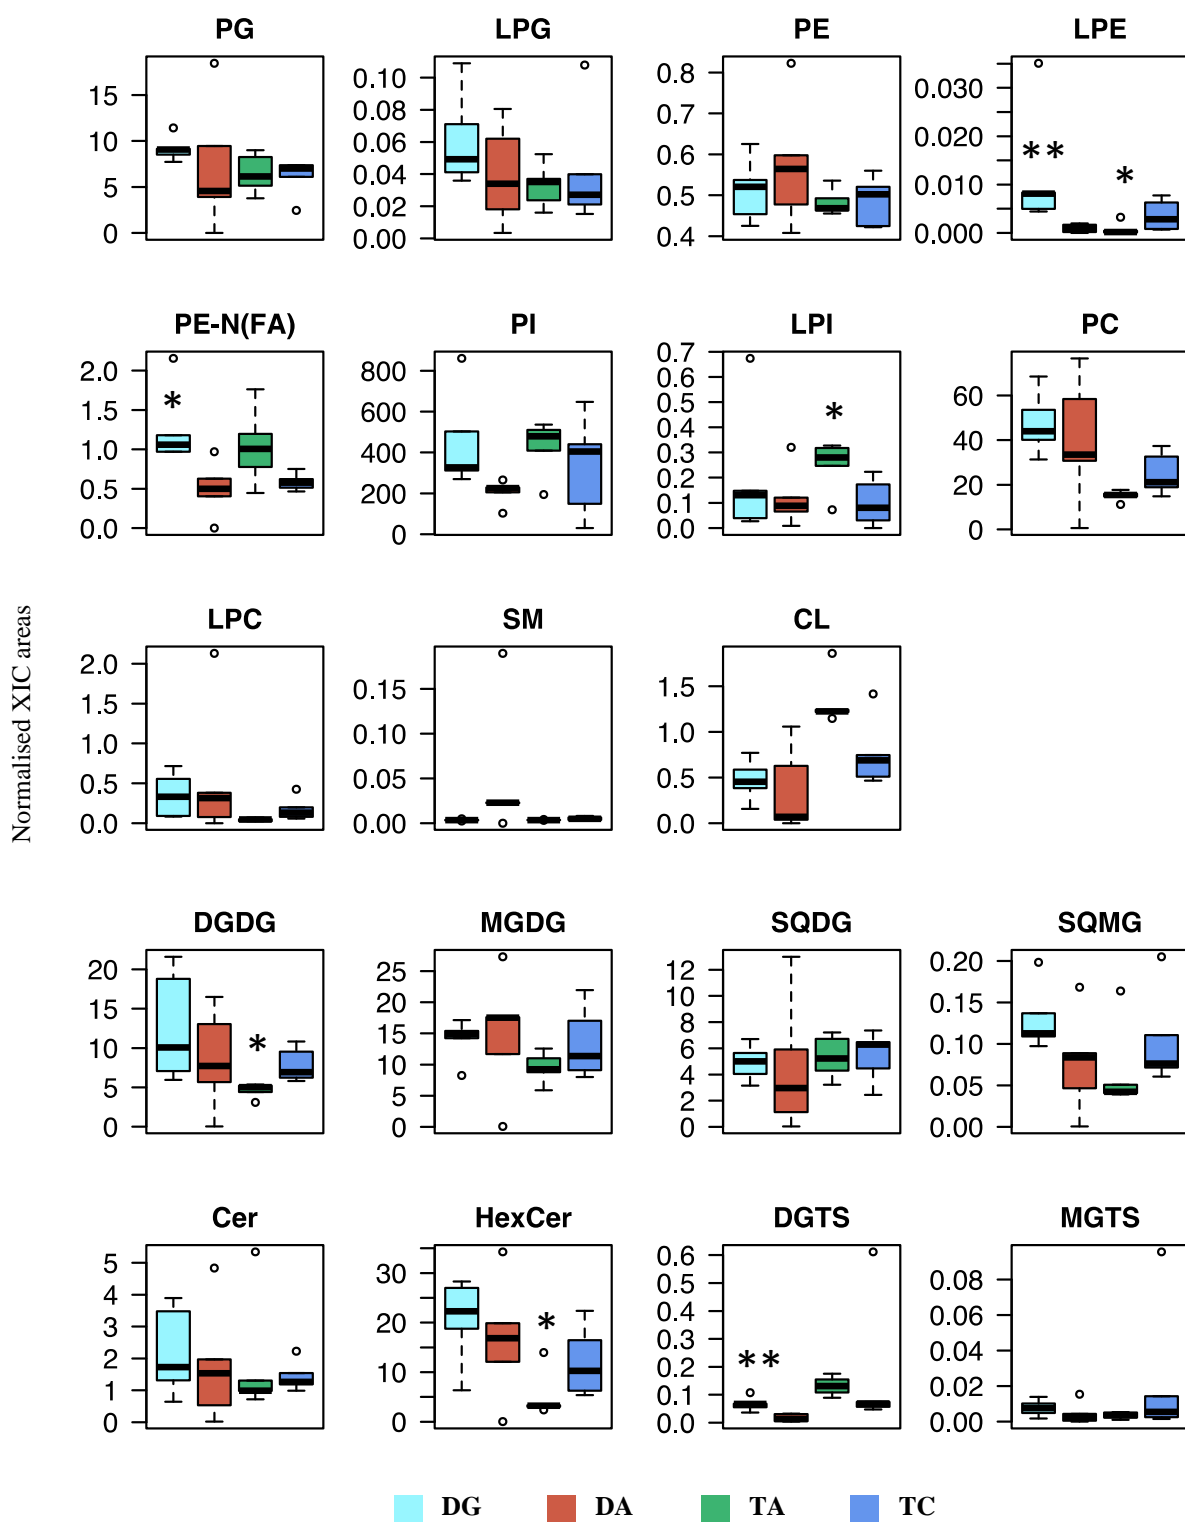 PG LPG PE LPE
15 10 5 0
0.10 0.08 0.06 0.04 0.02 0.00
0.8 0.7 0.6 0.5 0.4
0.030 0.020 0.010 0.000
** *
PE-N(FA) PI LPI PC
2.0 1.5 1.0 0.5 0.0
*
800 600 400 200 0
0.7 0.6 0.5 0.4 0.3 0.2 0.1 0.0
*
60 40 20 0
Normalised XIC areas
LPC SM CL
2.0 1.5 1.0 0.5 0.0
0.15 0.10 0.05 0.00
1.5 1.0 0.5 0.0
DGDG MGDG SQDG SQMG
20 15 10 5 0
*
25 20 15 10 5 0
12 10 8 6 4 2 0
0.20 0.15 0.10 0.05 0.00
Cer HexCer DGTS MGTS
5 4 3 2 1 0
30 20 10 0
*
0.6 0.5 0.4 0.3 0.2 0.1 0.0
**
0.08 0.06 0.04 0.02 0.00
DG DA TA TC